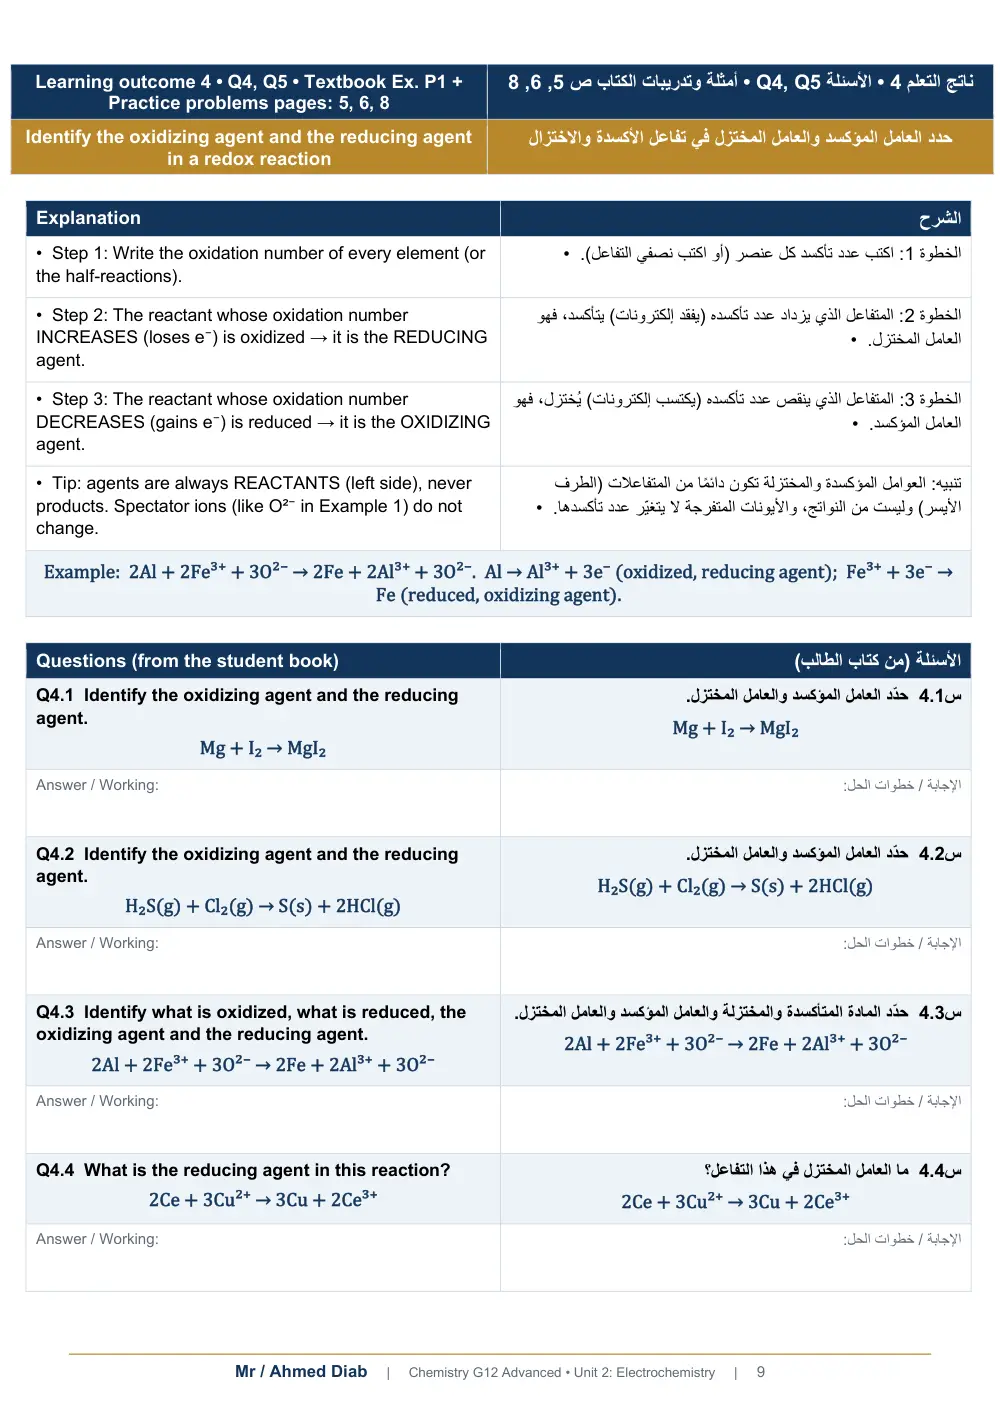 Learning outcome 4 • Q4, Q5 • Textbook Ex. P1 +
Practice problems pages: 5, 6, 8
ناتج التعلم 4 • الأسئلة Q4, Q5 • أمثلة وتدريبات الكتاب ص 5, 6, 8
Identify the oxidizing agent and the reducing agent
in a redox reaction
حدد العامل المؤكسد والعامل المختزل في تفاعل الأكسدة والاختزال
Explanation
الشرح
• Step 1: Write the oxidation number of every element (or
the half-reactions).
الخطوة 1: اكتب عدد تأكسد كل عنصر (أو اكتب نصفي التفاعل). •
• Step 2: The reactant whose oxidation number
INCREASES (loses e⁻) is oxidized → it is the REDUCING
agent.
الخطوة 2: المتفاعل الذي يزداد عدد تأكسده (يفقد إلكترونات) يتأكسد، فهو
العامل المختزل. •
• Step 3: The reactant whose oxidation number
DECREASES (gains e⁻) is reduced → it is the OXIDIZING
agent.
الخطوة 3: المتفاعل الذي ينقص عدد تأكسده (يكتسب إلكترونات) يُختزل، فهو
العامل المؤكسد. •
• Tip: agents are always REACTANTS (left side), never
products. Spectator ions (like O²⁻ in Example 1) do not
change.
تنبيه: العوامل المؤكسدة والمختزلة تكون دائمًا من المتفاعلات (الطرف
الأيسر) وليست من النواتج، والأيونات المتفرجة لا يتغيّر عدد تأكسدها. •
Example: 2Al + 2Fe³⁺ + 3O²⁻ → 2Fe + 2Al³⁺ + 3O²⁻. Al → Al³⁺ + 3e⁻ (oxidized, reducing agent); Fe³⁺ + 3e⁻ →
Fe (reduced, oxidizing agent).
Questions (from the student book)
الأسئلة (من كتاب الطالب)
Q4.1 Identify the oxidizing agent and the reducing
agent.
Mg + I₂ → MgI₂
س4.1 حدّد العامل المؤكسد والعامل المختزل.
Mg + I₂ → MgI₂
Answer / Working:
الإجابة / خطوات الحل:
Q4.2 Identify the oxidizing agent and the reducing
agent.
H₂S(g) + Cl₂(g) → S(s) + 2HCl(g)
س4.2 حدّد العامل المؤكسد والعامل المختزل.
H₂S(g) + Cl₂(g) → S(s) + 2HCl(g)
Answer / Working:
الإجابة / خطوات الحل:
Q4.3 Identify what is oxidized, what is reduced, the
oxidizing agent and the reducing agent.
2Al + 2Fe³⁺ + 3O²⁻ → 2Fe + 2Al³⁺ + 3O²⁻
س4.3 حدّد المادة المتأكسدة والمختزلة والعامل المؤكسد والعامل المختزل.
2Al + 2Fe³⁺ + 3O²⁻ → 2Fe + 2Al³⁺ + 3O²⁻
Answer / Working:
الإجابة / خطوات الحل:
Q4.4 What is the reducing agent in this reaction?
2Ce + 3Cu²⁺ → 3Cu + 2Ce³⁺
س4.4 ما العامل المختزل في هذا التفاعل؟
2Ce + 3Cu²⁺ → 3Cu + 2Ce³⁺
Answer / Working:
الإجابة / خطوات الحل:
Mr / Ahmed Diab | Chemistry G12 Advanced • Unit 2: Electrochemistry | 9